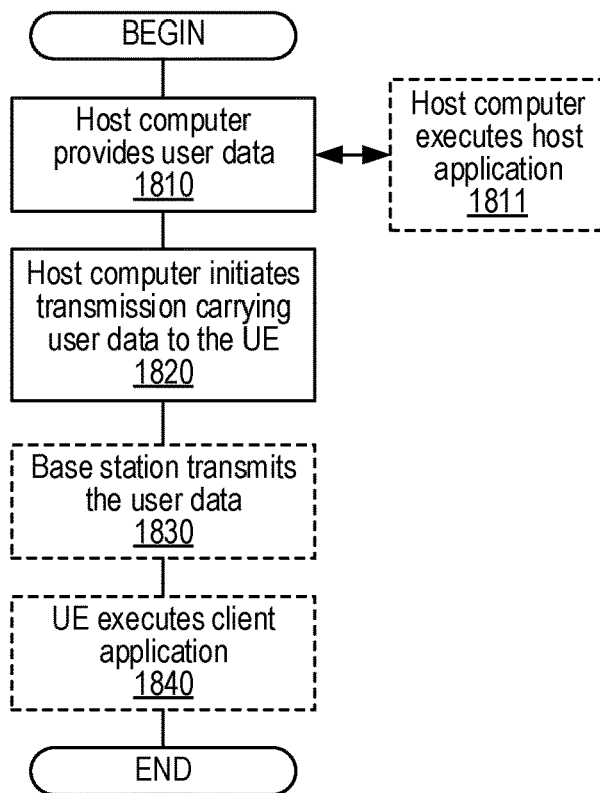 BEGIN
Host computer
provides user data
1810
Host computer
executes host
application
1811
Host computer initiates
transmission carrying
user data to the UE
1820
Base station transmits
the user data
1830
UE executes client
application
1840
END